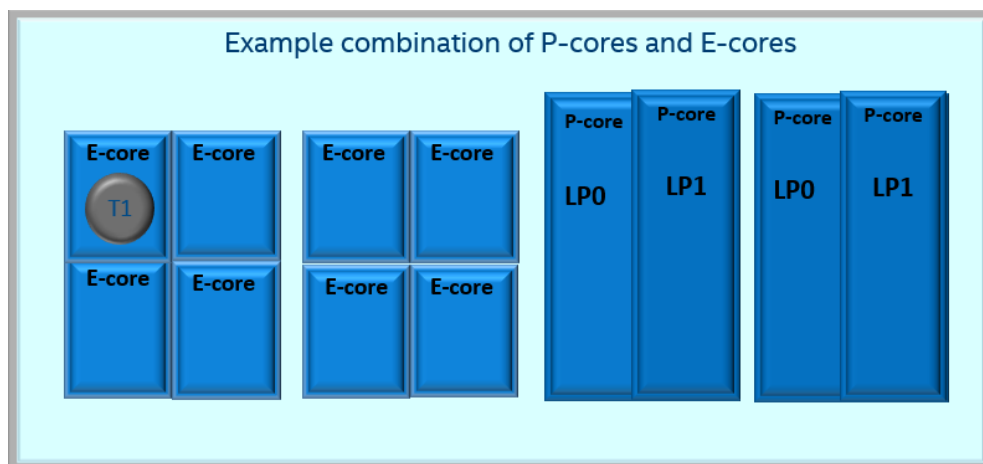 Example combination of P-cores and E-cores
P-core P-core P-core P-core
E-core E-core E-core E-core
T1 LP0 LP1 LP0 LP1
E-core E-core E-core E-core